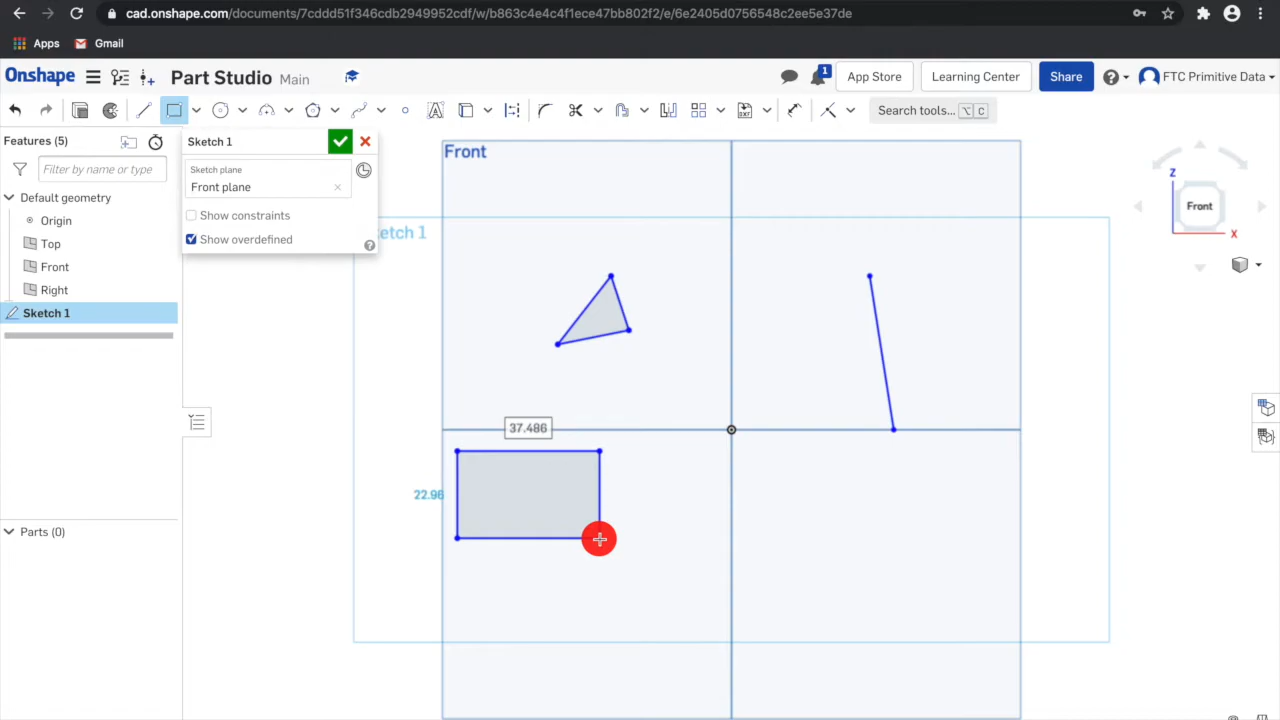 cad.onshape.com/documents/7cddd51f346cdb2949952cdf/w/b863c4e4c4f1ece47bb802f2/e/6e2405d0756548c2ee5e37de
Apps Gmail
Onshape Part Studio Main 1 App Store Learning Center Share ? FTC Primitive Data
Search tools... ⌥ C
Features (5)
Filter by name or type
Default geometry
Origin
Top
Front
Right
Sketch 1
Parts (0)
Sketch 1
Sketch plane
Front plane
Show constraints
Show overdefined
Front
etch 1
37.486
22.96
Z
Front
X